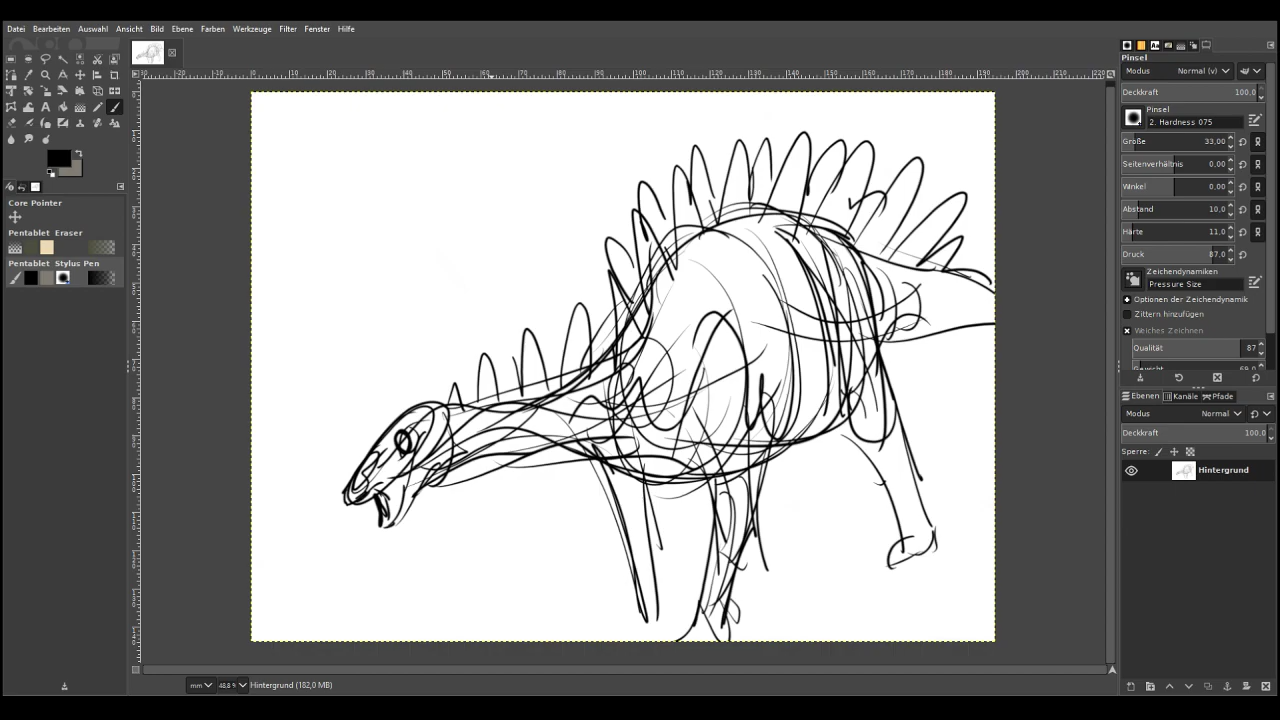 Datei Bearbeiten Auswahl Ansicht Bild Ebene Farben Werkzeuge Filter Fenster Hilfe
Pinsel
Modus Normal (v)
Deckkraft 100,0
Pinsel
2. Hardness 075
Größe 33,00
Seitenverhältnis 0,00
Winkel 0,00
Abstand 10,0
Härte 11,0
Druck 87,0
Zeichendynamiken
Pressure Size
Optionen der Zeichendynamik
Zittern hinzufügen
Weiches Zeichnen
Qualität 87
Core Pointer
Pentablet Eraser
Pentablet Stylus Pen
Ebenen Kanäle Pfade
Modus Normal
Deckkraft 100,0
Sperre:
Hintergrund
mm 48,8 % Hintergrund (182,0 MB)